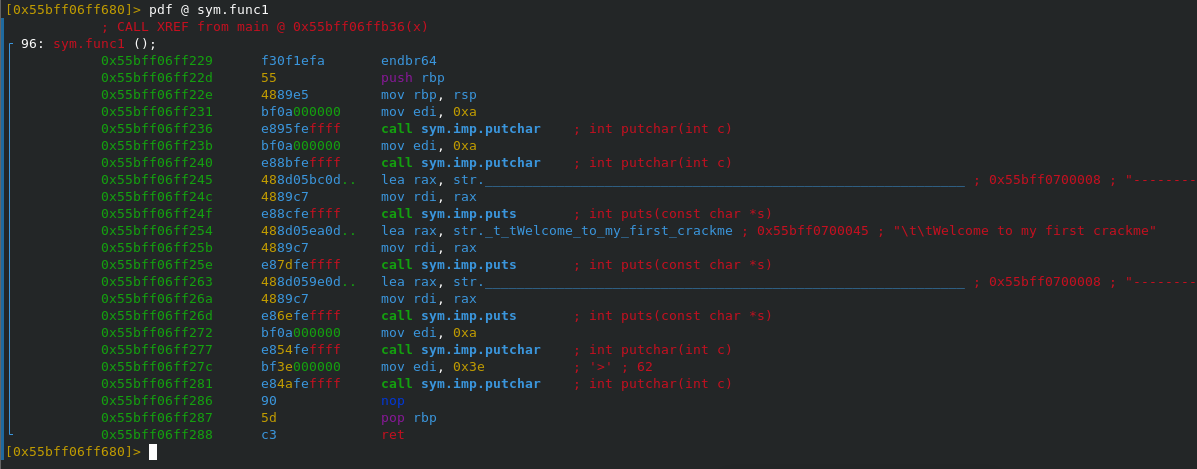 [0x55bff06ff680]> pdf @ sym.func1
; CALL XREF from main @ 0x55bff06ffb36(x)
96: sym.func1 ();
0x55bff06ff229 f30f1efa endbr64
0x55bff06ff22d 55 push rbp
0x55bff06ff22e 4889e5 mov rbp, rsp
0x55bff06ff231 bf0a000000 mov edi, 0xa
0x55bff06ff236 e895feffff call sym.imp.putchar ; int putchar(int c)
0x55bff06ff23b bf0a000000 mov edi, 0xa
0x55bff06ff240 e88bfeffff call sym.imp.putchar ; int putchar(int c)
0x55bff06ff245 488d05bc0d.. lea rax, str.____________________________________________________________ ; 0x55bff0700008 ; "--------
0x55bff06ff24c 4889c7 mov rdi, rax
0x55bff06ff24f e88cfeffff call sym.imp.puts ; int puts(const char *s)
0x55bff06ff254 488d05ea0d.. lea rax, str._t_tWelcome_to_my_first_crackme ; 0x55bff0700045 ; "\t\tWelcome to my first crackme"
0x55bff06ff25b 4889c7 mov rdi, rax
0x55bff06ff25e e87dfeffff call sym.imp.puts ; int puts(const char *s)
0x55bff06ff263 488d059e0d.. lea rax, str.____________________________________________________________ ; 0x55bff0700008 ; "--------
0x55bff06ff26a 4889c7 mov rdi, rax
0x55bff06ff26d e86efeffff call sym.imp.puts ; int puts(const char *s)
0x55bff06ff272 bf0a000000 mov edi, 0xa
0x55bff06ff277 e854feffff call sym.imp.putchar ; int putchar(int c)
0x55bff06ff27c bf3e000000 mov edi, 0x3e ; '>' ; 62
0x55bff06ff281 e84afeffff call sym.imp.putchar ; int putchar(int c)
0x55bff06ff286 90 nop
0x55bff06ff287 5d pop rbp
0x55bff06ff288 c3 ret
[0x55bff06ff680]>